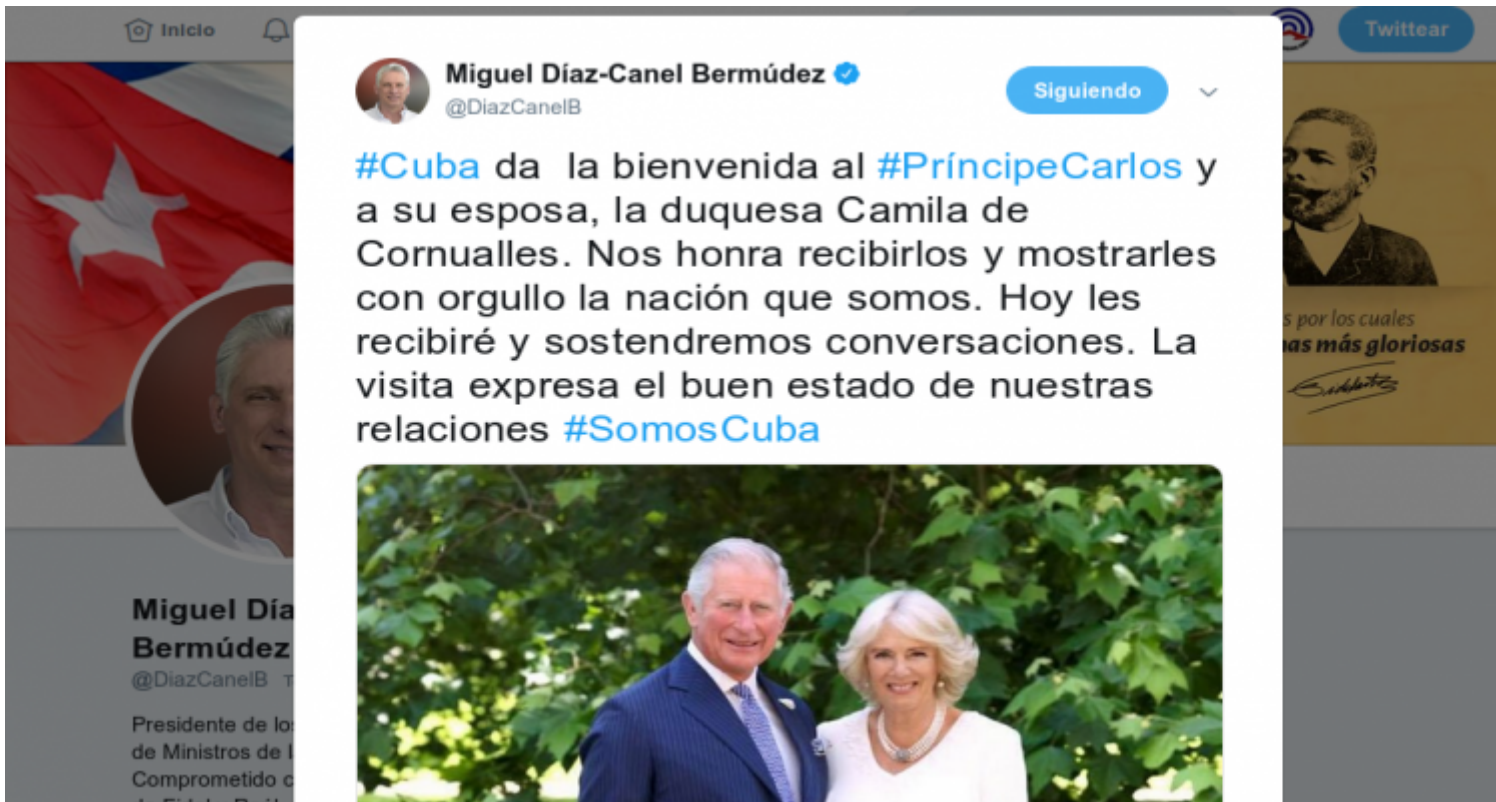 Inicio
Twittear
Miguel Díaz-Canel Bermúdez
@DiazCanelB
Siguiendo
#Cuba da la bienvenida al #PríncipeCarlos y
a su esposa, la duquesa Camila de
Cornualles. Nos honra recibirlos y mostrarles
con orgullo la nación que somos. Hoy les
recibiré y sostendremos conversaciones. La
visita expresa el buen estado de nuestras
relaciones #SomosCuba
por los cuales
más gloriosas
Miguel Día
Bermúdez
@DiazCanelB
Presidente de los
de Ministros de l
Comprometido c